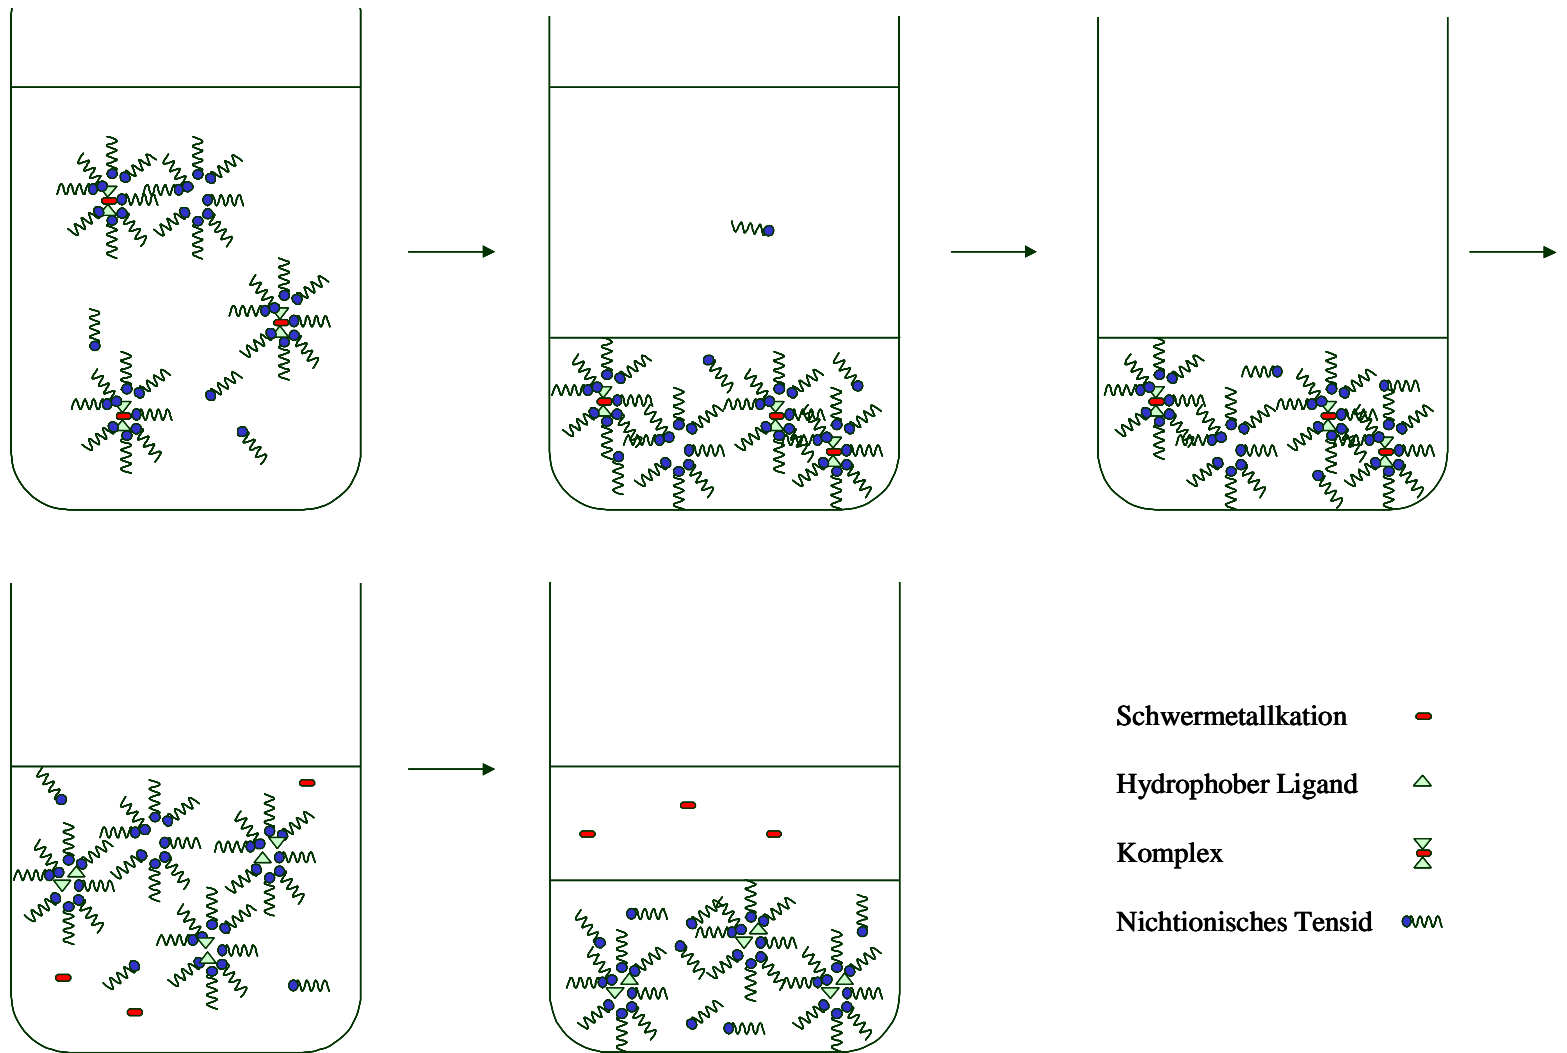 Schwermetallkation
Hydrophober Ligand
Komplex
Nichtionisches Tensid